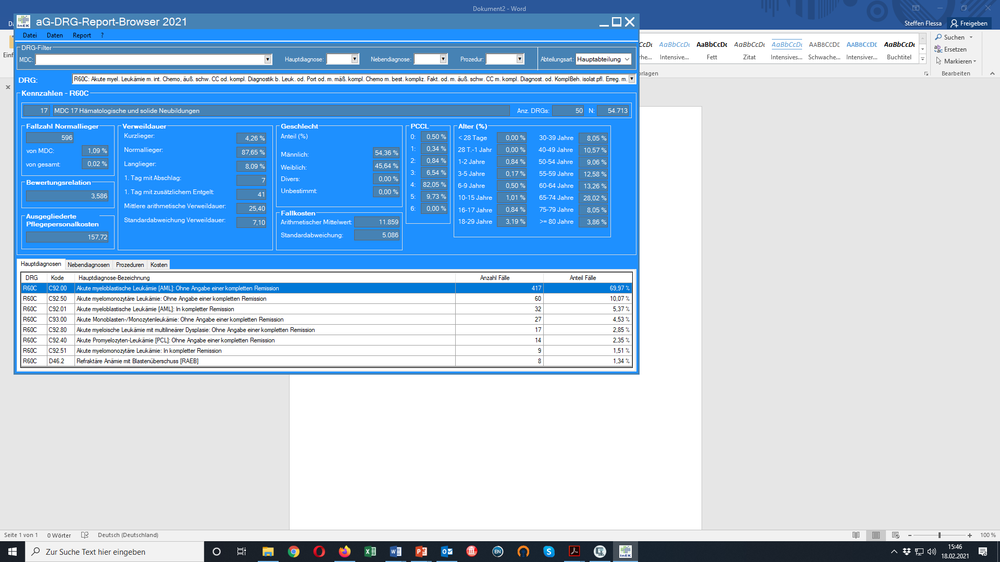 Dokument2 - Word
Steffen Flessa
Freigeben
aG-DRG-Report-Browser 2021
InEK
Datei Daten Report ?
DRG-Filter
MDC: Hauptdiagnose: Nebendiagnose: Prozedur: Abteilungsart: Hauptabteilung
DRG: R60C: Akute myel. Leukämie m. int. Chemo, äuß. schw. CC od. kompl. Diagnostik b. Leuk. od. Port od. m. mäß. kompl. Chemo m. best. kompliz. Fakt. od. m. äuß. schw. CC m. kompl. Diagnost. od. KomplBeh. isolat.pfl. Erreg. m.
Kennzahlen - R60C
17 MDC 17 Hämatologische und solide Neubildungen Anz. DRGs: 50 N: 54.713
Fallzahl Normallieger
596
von MDC: 1,09 %
von gesamt: 0,02 %
Bewertungsrelation
3,586
Ausgegliederte
Pflegepersonalkosten
157,72
Verweildauer
Kurzlieger: 4,26 %
Normallieger: 87,65 %
Langlieger: 8,09 %
1. Tag mit Abschlag: 7
1. Tag mit zusätzlichem Entgelt: 41
Mittlere arithmetische Verweildauer: 25,40
Standardabweichung Verweildauer: 7,10
Geschlecht
Anteil (%)
Männlich: 54,36 %
Weiblich: 45,64 %
Divers: 0,00 %
Unbestimmt: 0,00 %
Fallkosten
Arithmetischer Mittelwert: 11.859
Standardabweichung: 5.086
PCCL
0: 0,50 %
1: 0,34 %
2: 0,84 %
3: 6,54 %
4: 82,05 %
5: 9,73 %
6: 0,00 %
Alter (%)
< 28 Tage 0,00 % 30-39 Jahre 8,05 %
28 T.-1 Jahr 0,00 % 40-49 Jahre 10,57 %
1-2 Jahre 0,84 % 50-54 Jahre 9,06 %
3-5 Jahre 0,17 % 55-59 Jahre 12,58 %
6-9 Jahre 0,50 % 60-64 Jahre 13,26 %
10-15 Jahre 1,01 % 65-74 Jahre 28,02 %
16-17 Jahre 0,84 % 75-79 Jahre 8,05 %
18-29 Jahre 3,19 % >= 80 Jahre 3,86 %
Hauptdiagnosen Nebendiagnosen Prozeduren Kosten
DRG Kode Hauptdiagnose-Bezeichnung Anzahl Fälle Anteil Fälle
R60C C92.00 Akute myeloblastische Leukämie [AML]: Ohne Angabe einer kompletten Remission 417 69,97 %
R60C C92.50 Akute myelomonozytäre Leukämie: Ohne Angabe einer kompletten Remission 60 10,07 %
R60C C92.01 Akute myeloblastische Leukämie [AML]: In kompletter Remission 32 5,37 %
R60C C93.00 Akute Monoblasten-/Monozytenleukämie: Ohne Angabe einer kompletten Remission 27 4,53 %
R60C C92.80 Akute myeloische Leukämie mit multilineärer Dysplasie: Ohne Angabe einer kompletten Remission 17 2,85 %
R60C C92.40 Akute Promyelozyten-Leukämie [PCL]: Ohne Angabe einer kompletten Remission 14 2,35 %
R60C C92.51 Akute myelomonozytäre Leukämie: In kompletter Remission 9 1,51 %
R60C D46.2 Refraktäre Anämie mit Blastenüberschuss [RAEB] 8 1,34 %
AaBbCcDc AaBbCcDc AaBbCcDc AaBbCcDc AABBCCDE AABBCCDE AaBbCcDc
Intensive... Fett Zitat Intensives... Schwache... Intensiver... Buchtitel
Suchen
Ersetzen
Markieren
Bearbeiten
Seite 1 von 1 0 Wörter Deutsch (Deutschland) 100 %
Zur Suche Text hier eingeben
EN
InEK
15:46
18.02.2021